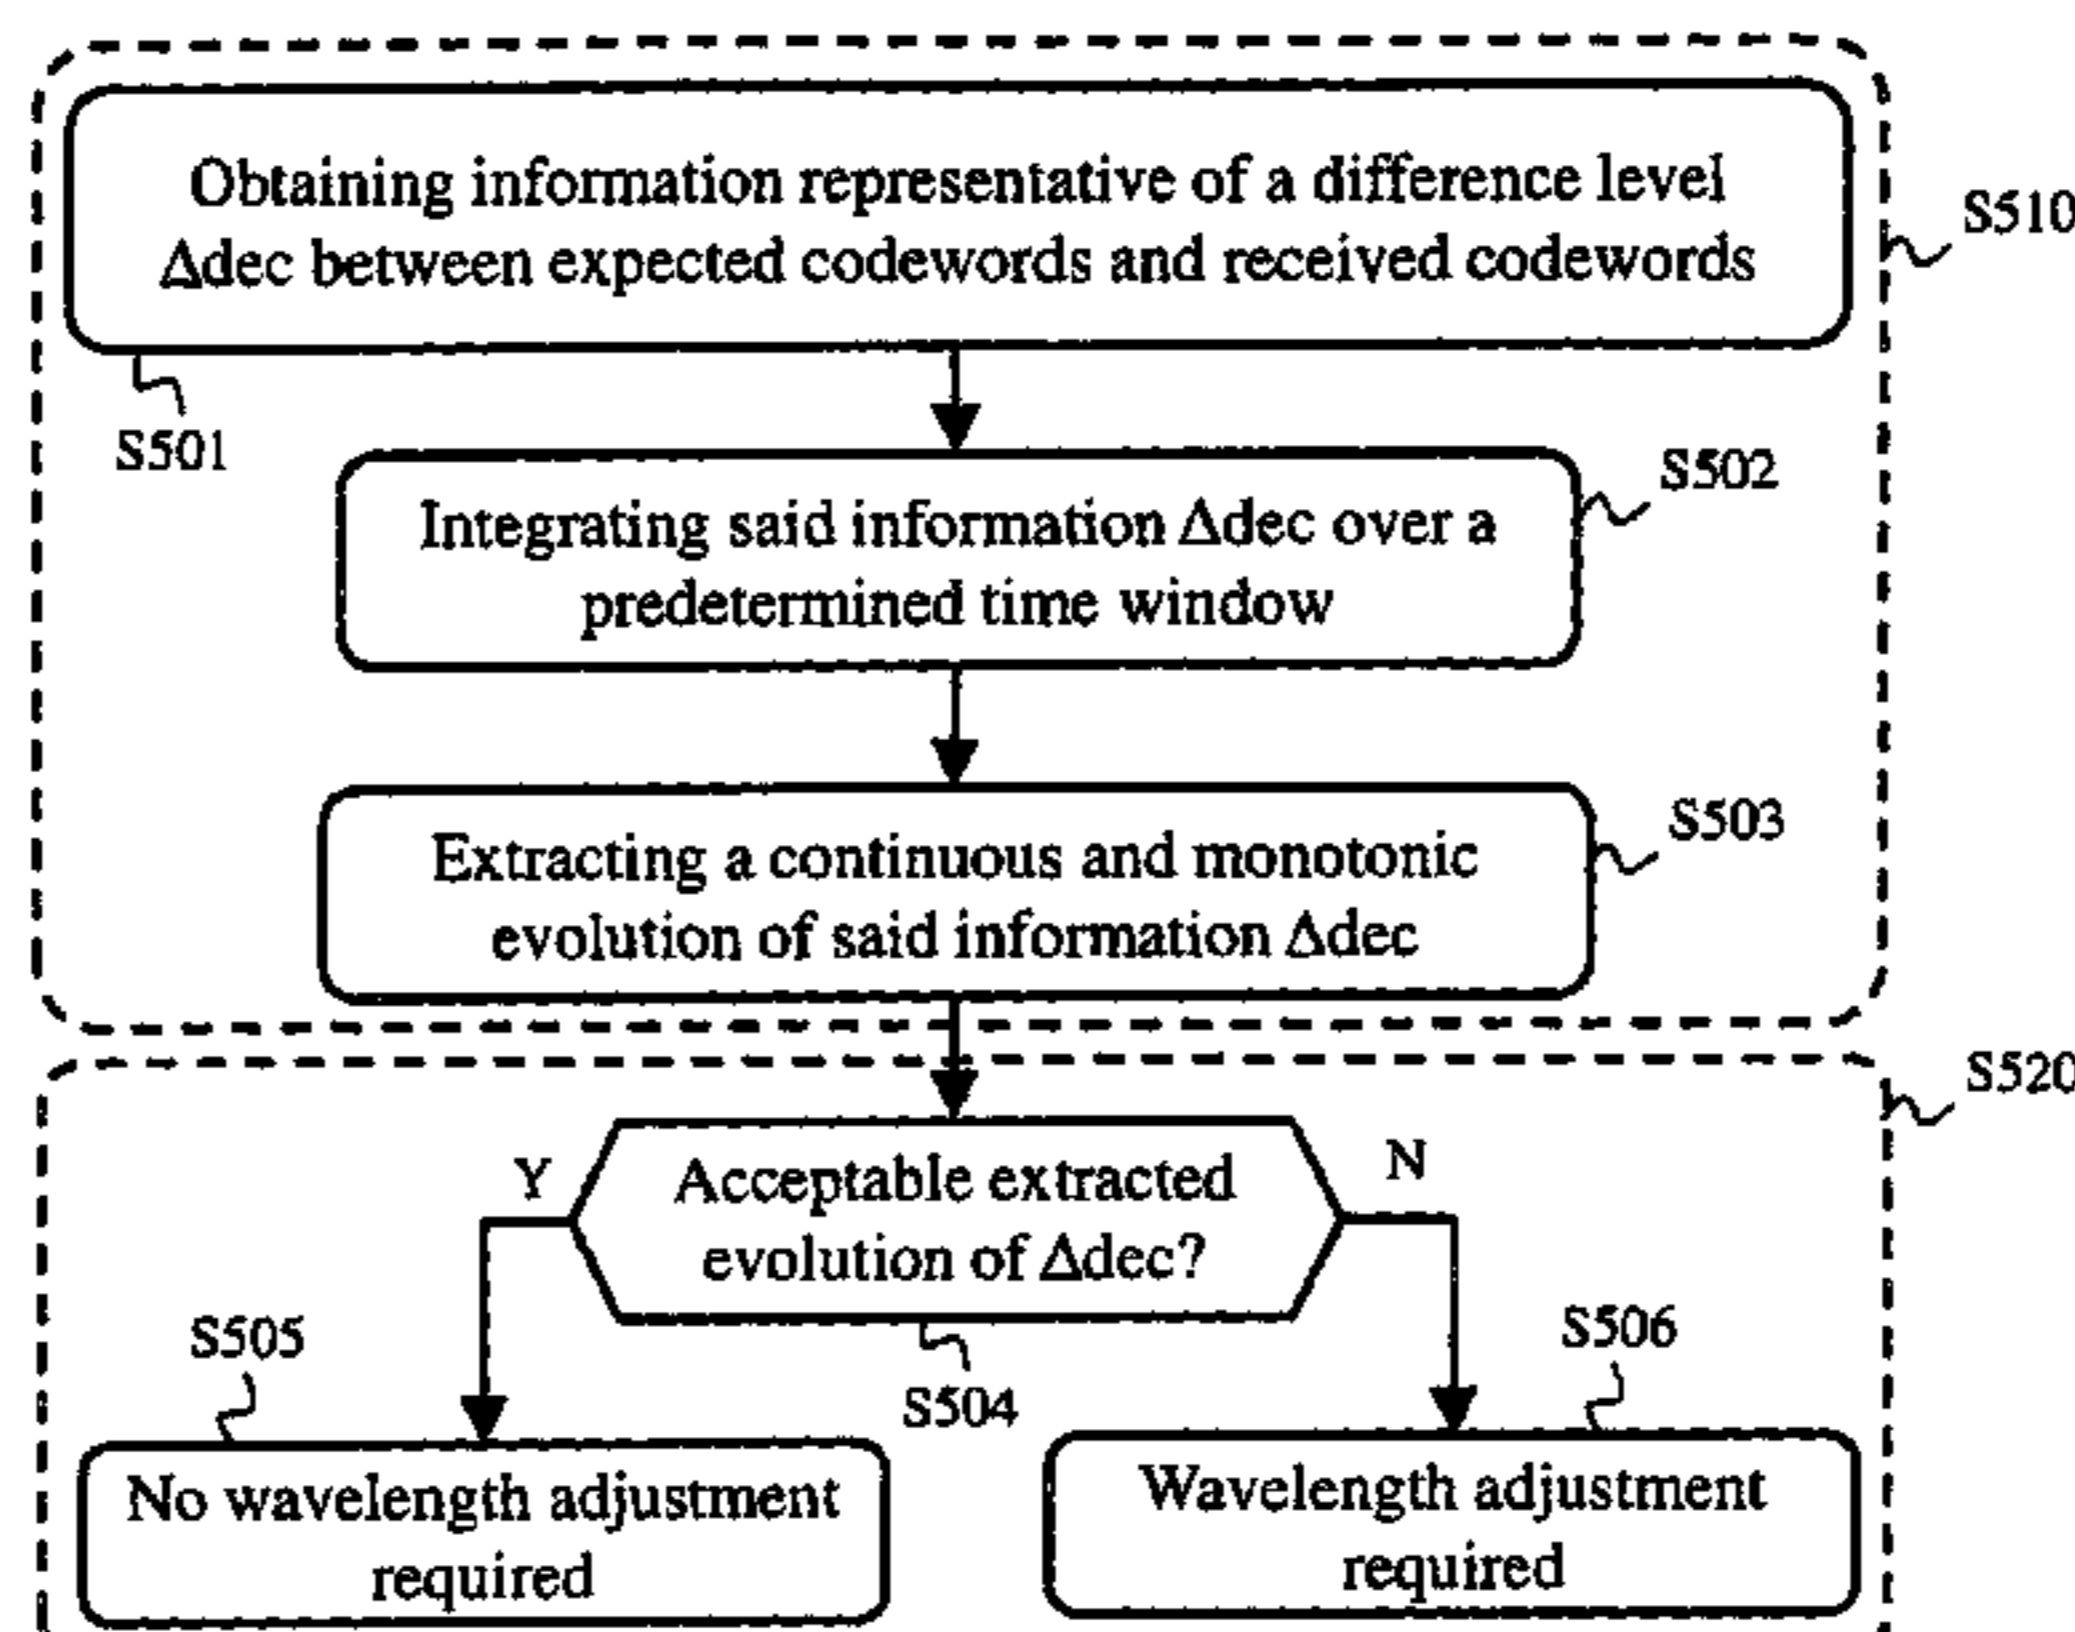 Obtaining information representative of a difference level
Δdec between expected codewords and received codewords
S510
S501
Integrating said information Δdec over a
predetermined time window
S502
Extracting a continuous and monotonic
evolution of said information Δdec
S503
S520
Y
Acceptable extracted
evolution of Δdec?
N
S504
S505
S506
No wavelength adjustment
required
Wavelength adjustment
required